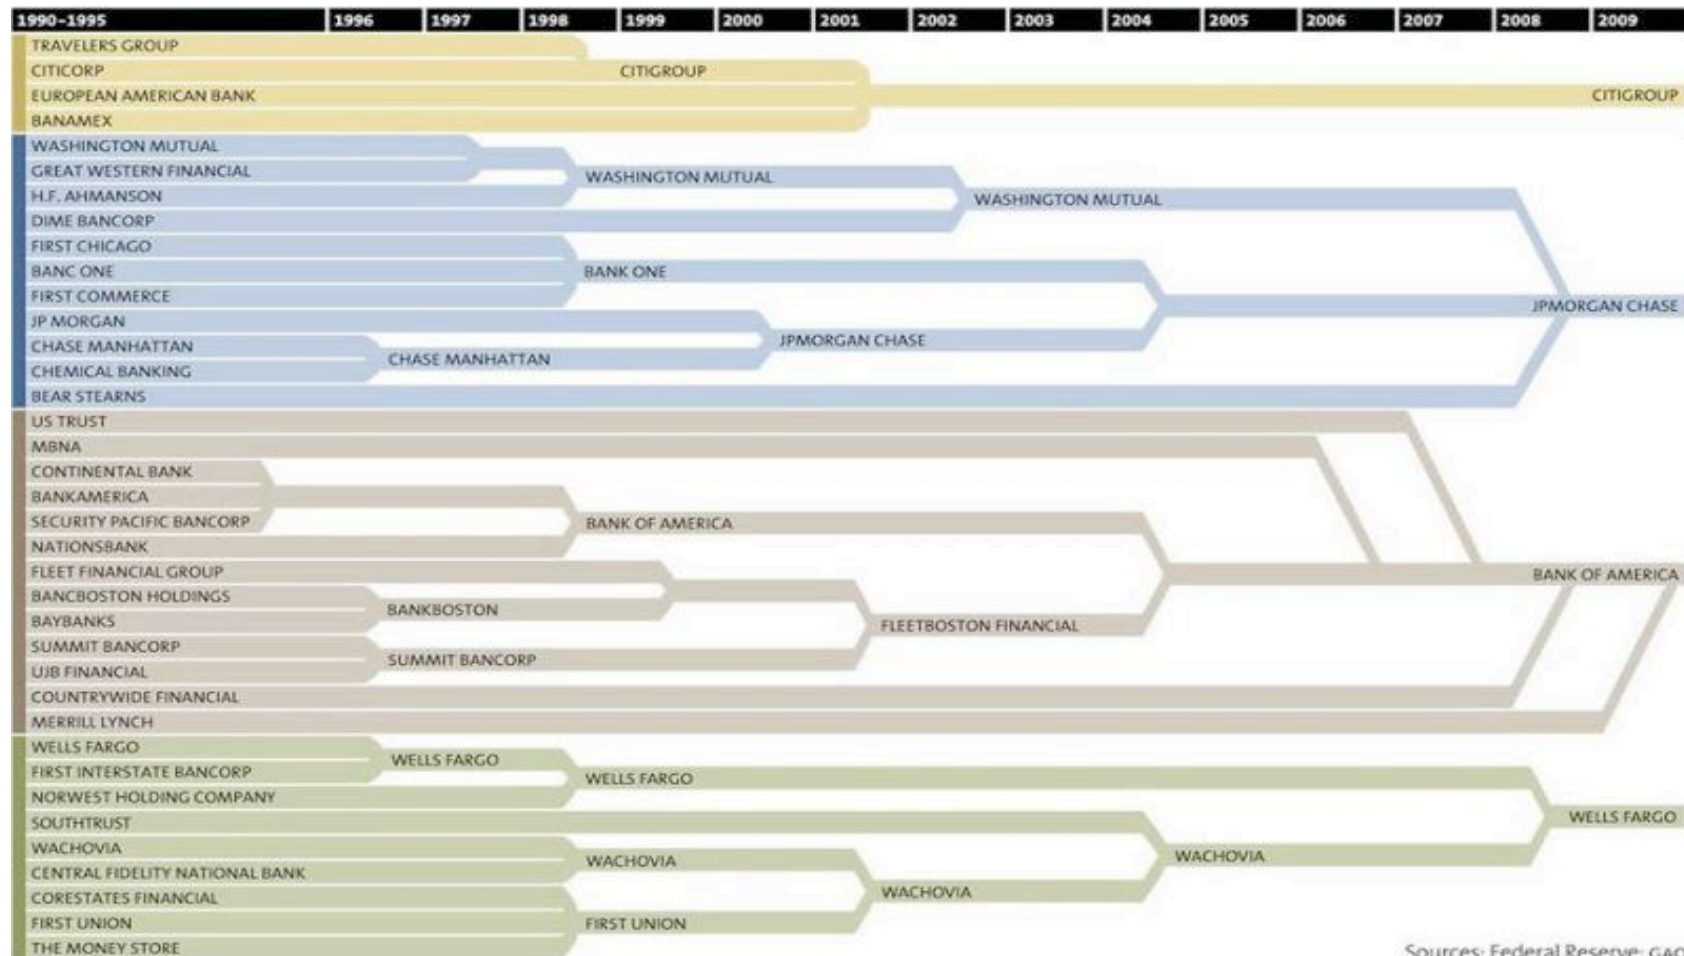 1990-1995 1996 1997 1998 1999 2000 2001 2002 2003 2004 2005 2006 2007 2008 2009
TRAVELERS GROUP
CITICORP CITIGROUP
EUROPEAN AMERICAN BANK CITIGROUP
BANAMEX
WASHINGTON MUTUAL
GREAT WESTERN FINANCIAL
WASHINGTON MUTUAL
H.F. AHMANSON
WASHINGTON MUTUAL
DIME BANCORP
FIRST CHICAGO
BANC ONE BANK ONE
FIRST COMMERCE
JPMORGAN CHASE
JP MORGAN
JPMORGAN CHASE
CHASE MANHATTAN
CHASE MANHATTAN
CHEMICAL BANKING
BEAR STEARNS
US TRUST
MBNA
CONTINENTAL BANK
BANKAMERICA
SECURITY PACIFIC BANCORP BANK OF AMERICA
NATIONSBANK
FLEET FINANCIAL GROUP BANK OF AMERICA
BANCBOSTON HOLDINGS
BANKBOSTON
BAYBANKS FLEETBOSTON FINANCIAL
SUMMIT BANCORP
SUMMIT BANCORP
UJB FINANCIAL
COUNTRYWIDE FINANCIAL
MERRILL LYNCH
WELLS FARGO
WELLS FARGO
FIRST INTERSTATE BANCORP
WELLS FARGO
NORWEST HOLDING COMPANY
WELLS FARGO
SOUTHTRUST
WACHOVIA
WACHOVIA WACHOVIA
CENTRAL FIDELITY NATIONAL BANK
WACHOVIA
CORESTATES FINANCIAL
FIRST UNION FIRST UNION
THE MONEY STORE
Sources: Federal Reserve; GAO